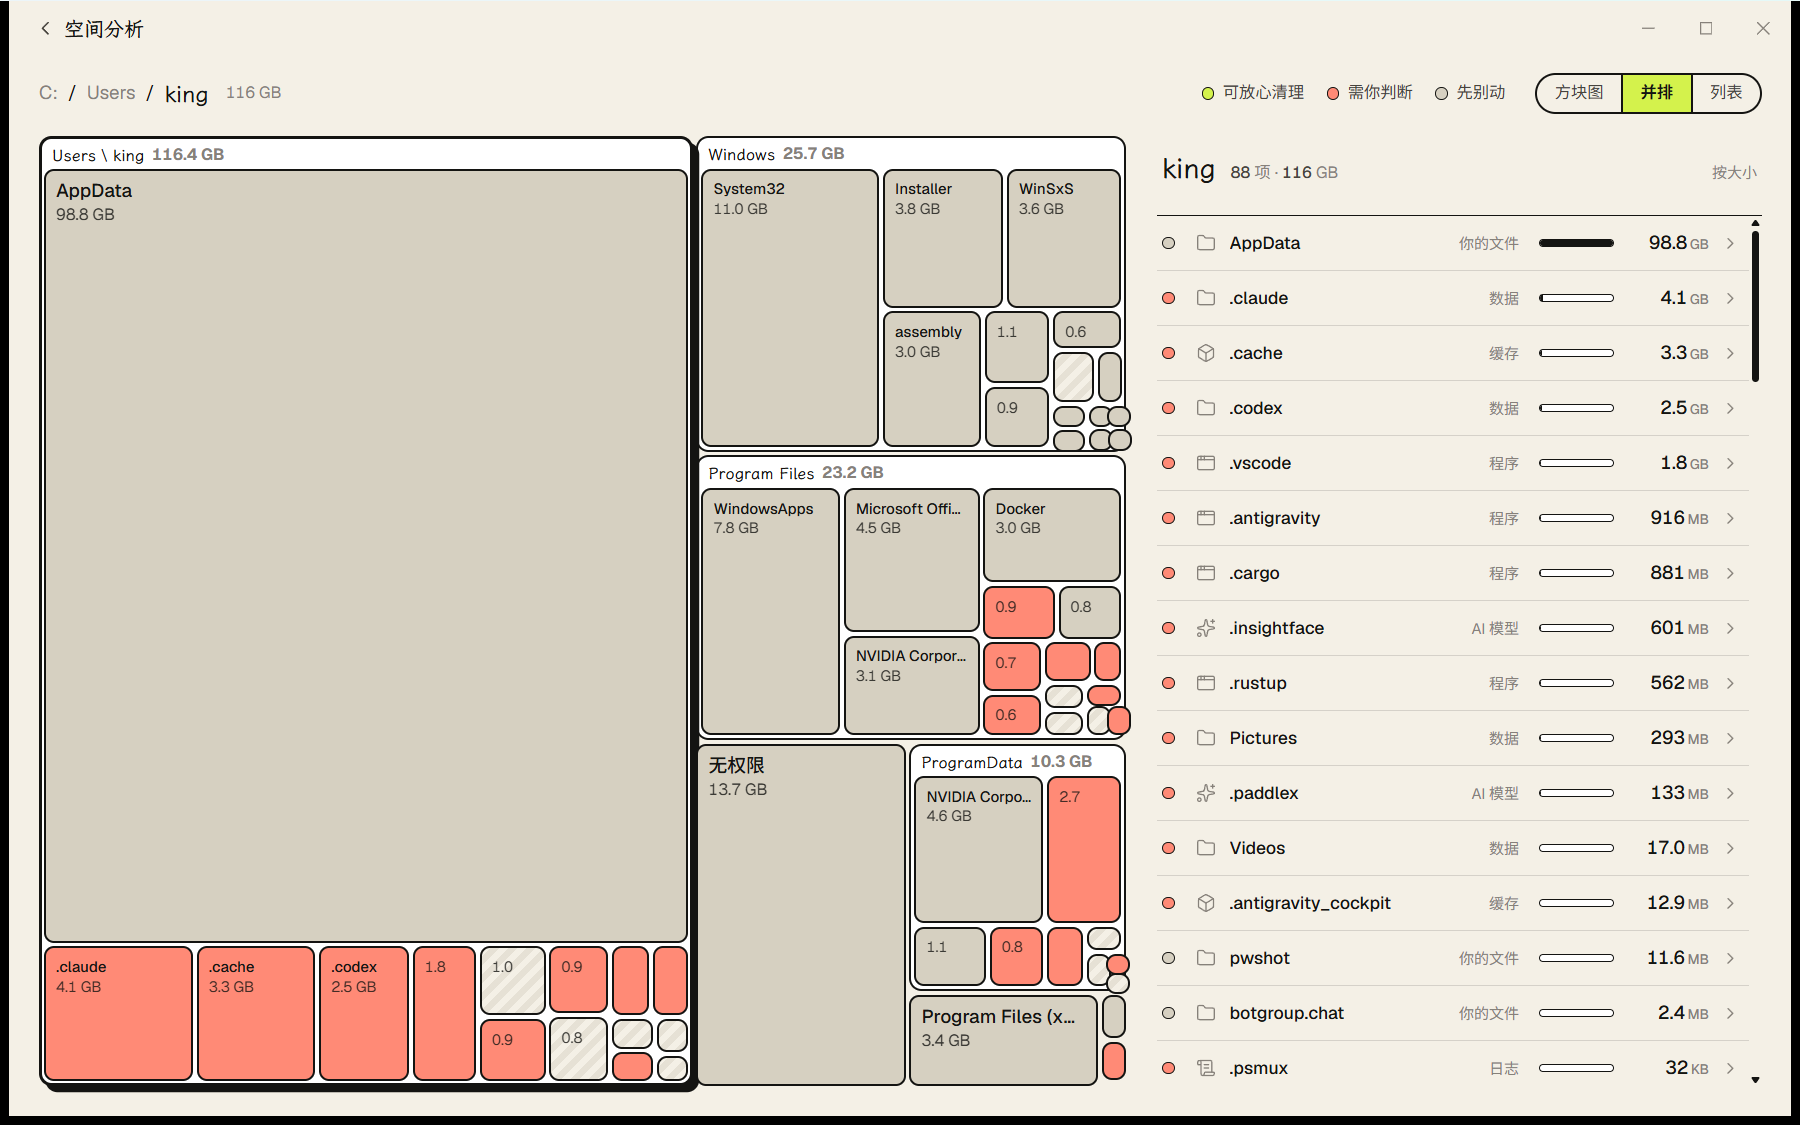 空间分析
C: / Users / king 116 GB
可放心清理 需你判断 先别动 方块图 并排 列表
Users \ king 116.4 GB
AppData
98.8 GB
.claude
4.1 GB
.cache
3.3 GB
.codex
2.5 GB
1.8
1.0
0.9
0.9
0.8
Windows 25.7 GB
System32
11.0 GB
Installer
3.8 GB
WinSxS
3.6 GB
assembly
3.0 GB
1.1
0.6
0.9
Program Files 23.2 GB
WindowsApps
7.8 GB
Microsoft Offi...
4.5 GB
Docker
3.0 GB
0.9
0.8
NVIDIA Corpor...
3.1 GB
0.7
0.6
无权限
13.7 GB
ProgramData 10.3 GB
NVIDIA Corpo...
4.6 GB
2.7
1.1
0.8
Program Files (x...
3.4 GB
king 88 项 · 116 GB 按大小
AppData 你的文件 98.8 GB
.claude 数据 4.1 GB
.cache 缓存 3.3 GB
.codex 数据 2.5 GB
.vscode 程序 1.8 GB
.antigravity 程序 916 MB
.cargo 程序 881 MB
.insightface AI 模型 601 MB
.rustup 程序 562 MB
Pictures 数据 293 MB
.paddlex AI 模型 133 MB
Videos 数据 17.0 MB
.antigravity_cockpit 缓存 12.9 MB
pwshot 你的文件 11.6 MB
botgroup.chat 你的文件 2.4 MB
.psmux 日志 32 KB